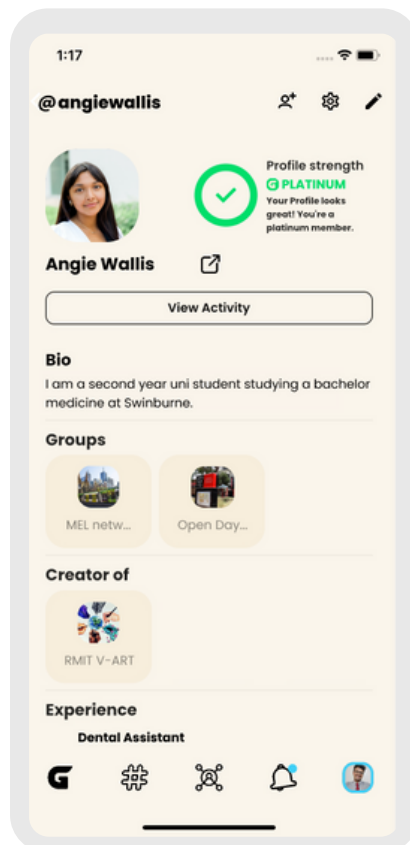 1:17
@angiewallis
Profile strength
G PLATINUM
Your Profile looks
great! You're a
platinum member.
Angie Wallis
View Activity
Bio
I am a second year uni student studying a bachelor
medicine at Swinburne.
Groups
MEL netw...
Open Day...
Creator of
RMIT V-ART
Experience
Dental Assistant
G